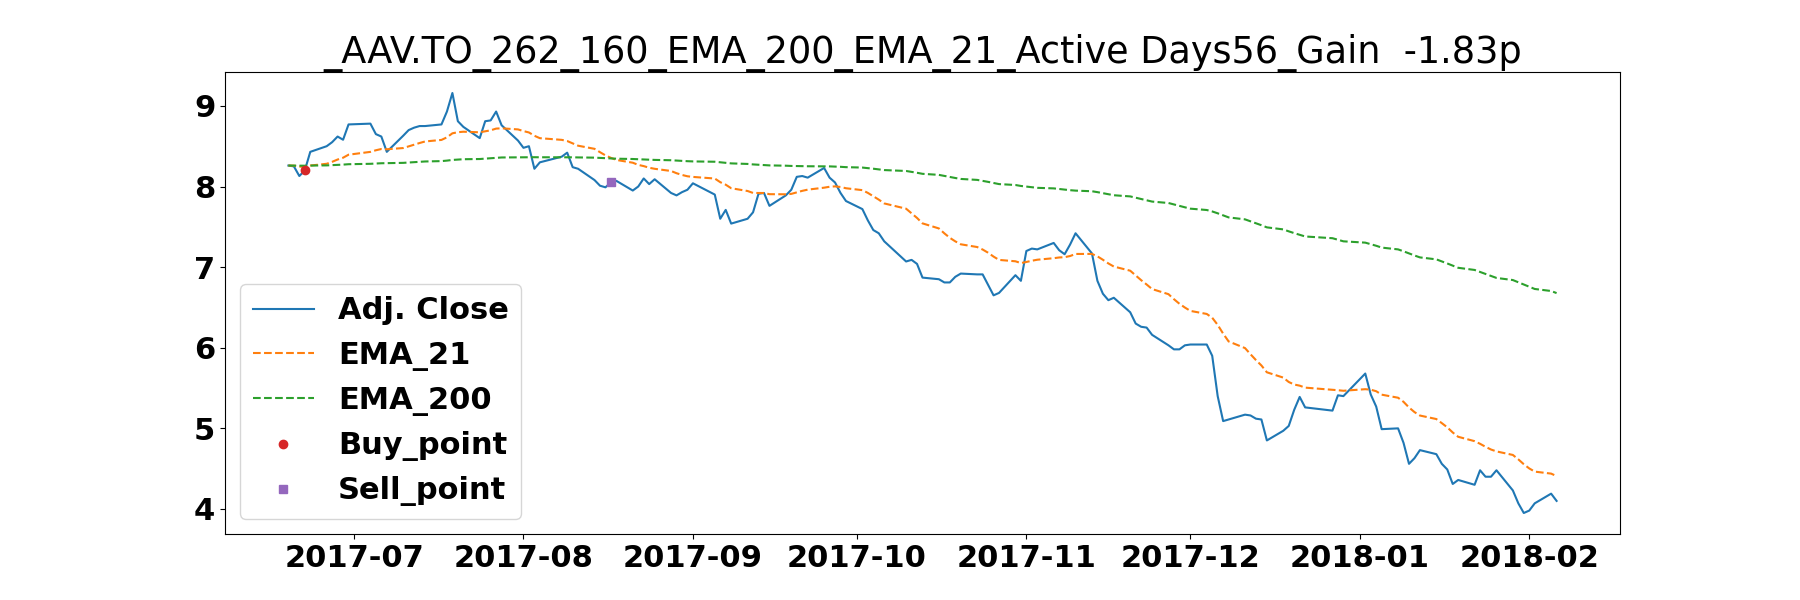 _AAV.TO_262_160_EMA_200_EMA_21_Active Days56_Gain  -1.83p
9
8
7
6
5
4
Adj. Close
EMA_21
EMA_200
Buy_point
Sell_point
2017-07 2017-08 2017-09 2017-10 2017-11 2017-12 2018-01 2018-02